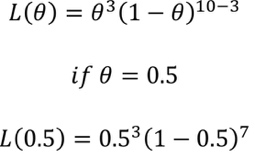 L(θ) = θ³(1 − θ)¹⁰⁻³
if θ = 0.5
L(0.5) = 0.5³(1 − 0.5)⁷